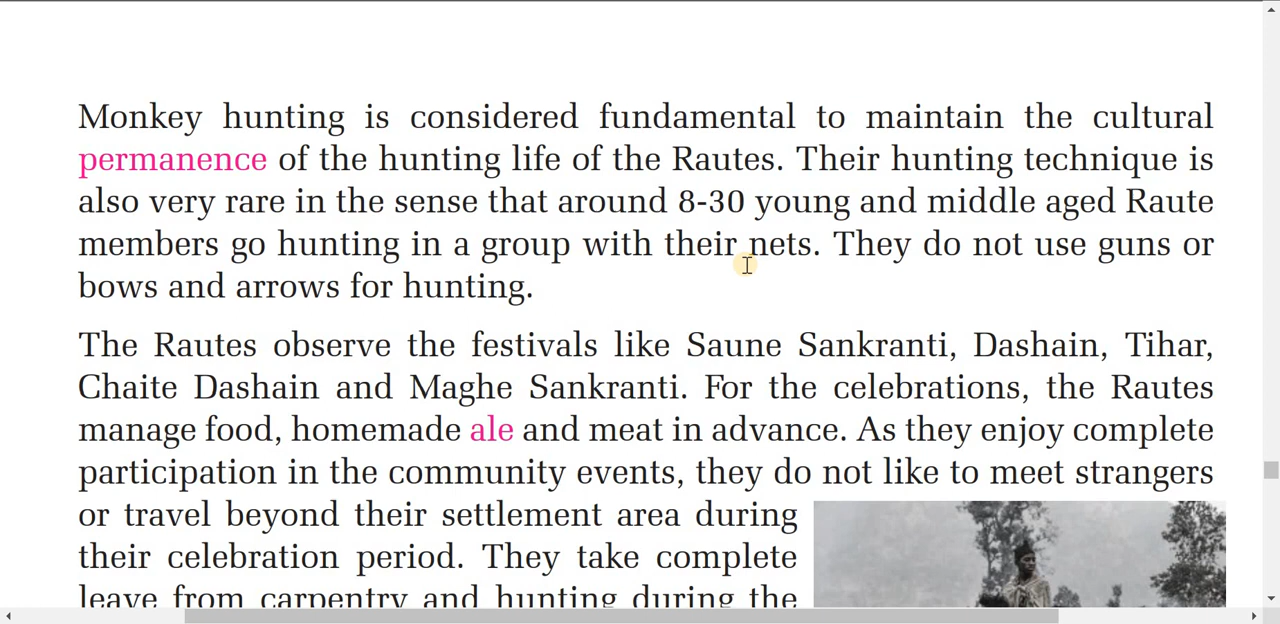 Monkey hunting is considered fundamental to maintain the cultural
permanence of the hunting life of the Rautes. Their hunting technique is
also very rare in the sense that around 8-30 young and middle aged Raute
members go hunting in a group with their nets. They do not use guns or
bows and arrows for hunting.
The Rautes observe the festivals like Saune Sankranti, Dashain, Tihar,
Chaite Dashain and Maghe Sankranti. For the celebrations, the Rautes
manage food, homemade ale and meat in advance. As they enjoy complete
participation in the community events, they do not like to meet strangers
or travel beyond their settlement area during
their celebration period. They take complete
leave from carpentry and hunting during the